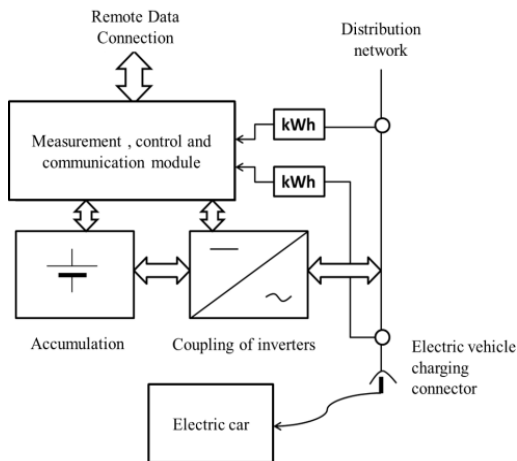 Remote Data
Connection
Distribution
network
Measurement , control and
communication module
kWh
kWh
Accumulation
Coupling of inverters
Electric vehicle
charging
connector
Electric car